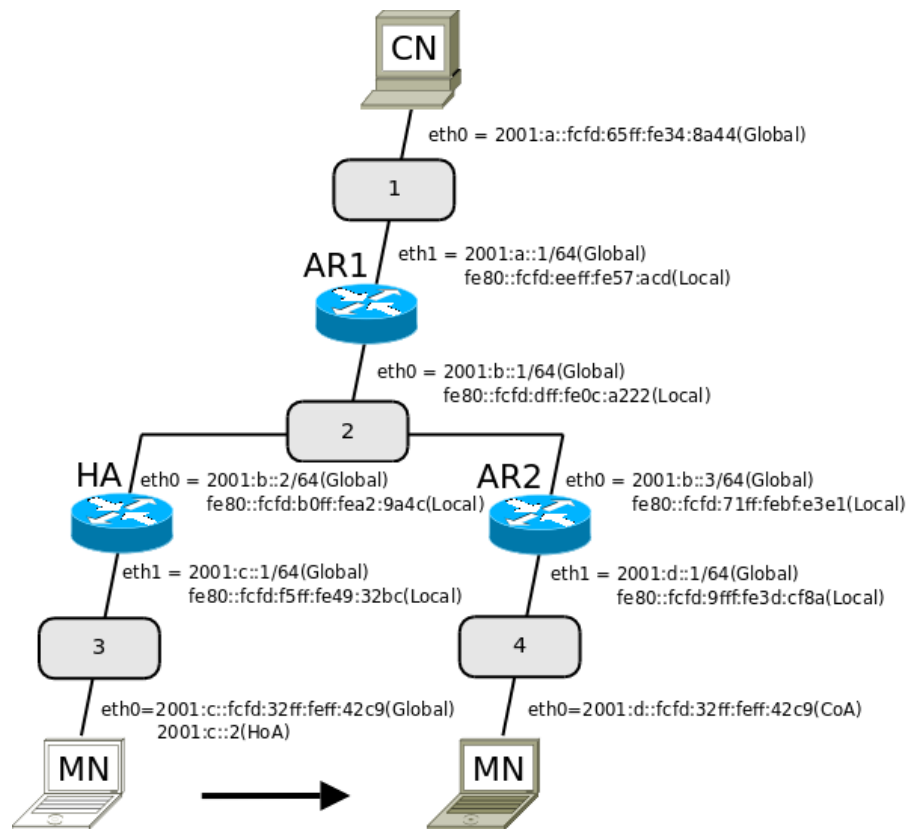 CN
eth0 = 2001:a::fcfd:65ff:fe34:8a44(Global)
1
eth1 = 2001:a::1/64(Global)
fe80::fcfd:eeff:fe57:acd(Local)
AR1
eth0 = 2001:b::1/64(Global)
fe80::fcfd:dff:fe0c:a222(Local)
2
HA
eth0 = 2001:b::2/64(Global)
fe80::fcfd:b0ff:fea2:9a4c(Local)
AR2
eth0 = 2001:b::3/64(Global)
fe80::fcfd:71ff:febf:e3e1(Local)
eth1 = 2001:c::1/64(Global)
fe80::fcfd:f5ff:fe49:32bc(Local)
eth1 = 2001:d::1/64(Global)
fe80::fcfd:9fff:fe3d:cf8a(Local)
3
4
eth0=2001:c::fcfd:32ff:feff:42c9(Global)
2001:c::2(HoA)
eth0=2001:d::fcfd:32ff:feff:42c9(CoA)
MN
MN